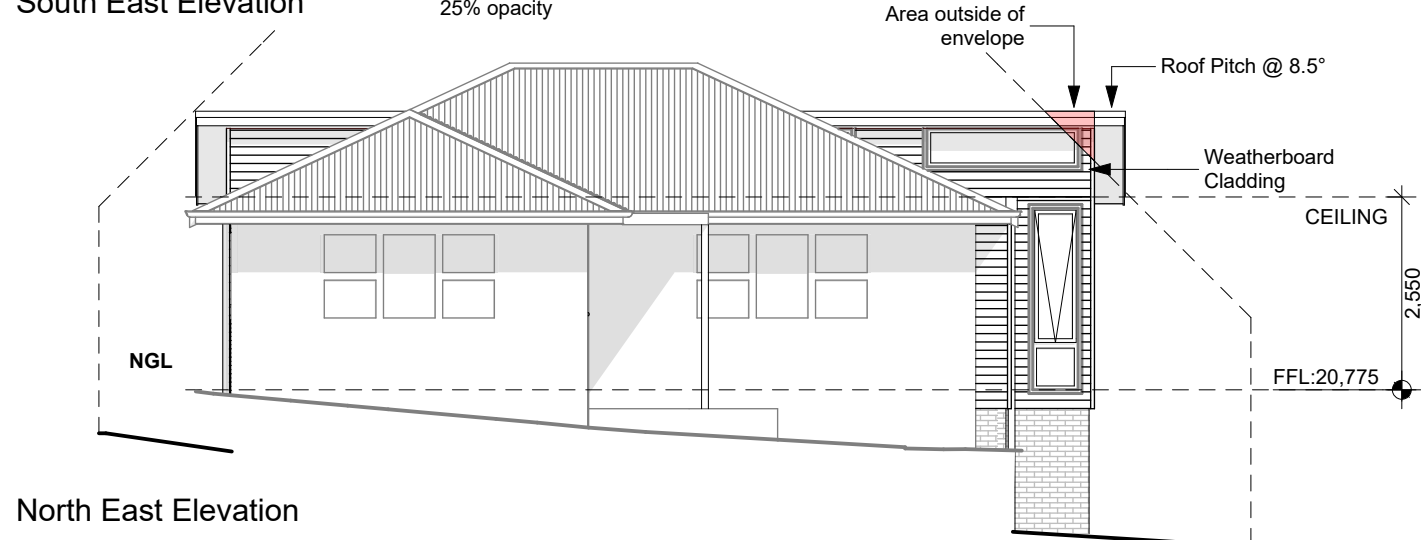 South East Elevation
25% opacity
Area outside of
envelope
Roof Pitch @ 8.5°
Weatherboard
Cladding
CEILING
2,550
NGL
FFL:20,775
North East Elevation